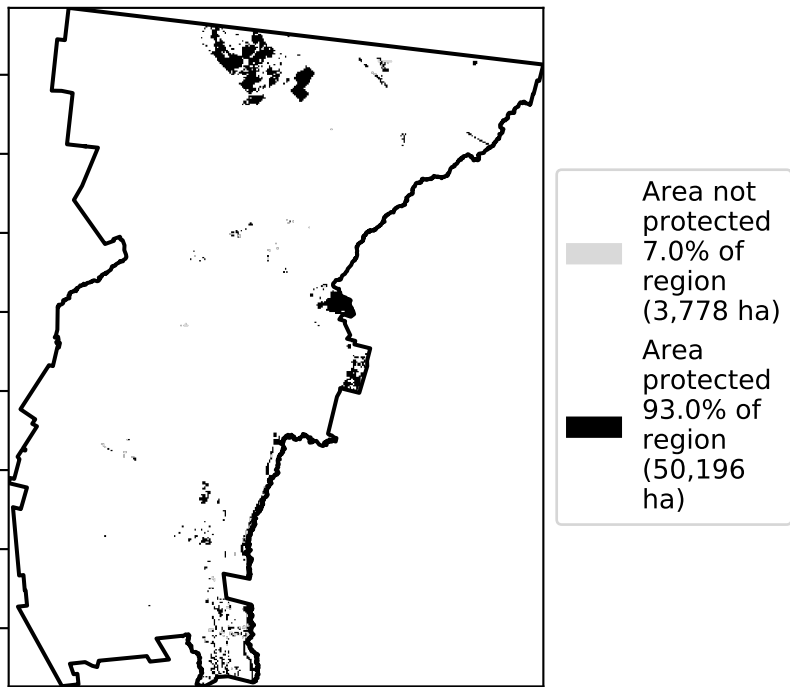 Area not
protected
7.0% of
region
(3,778 ha)
Area
protected
93.0% of
region
(50,196
ha)